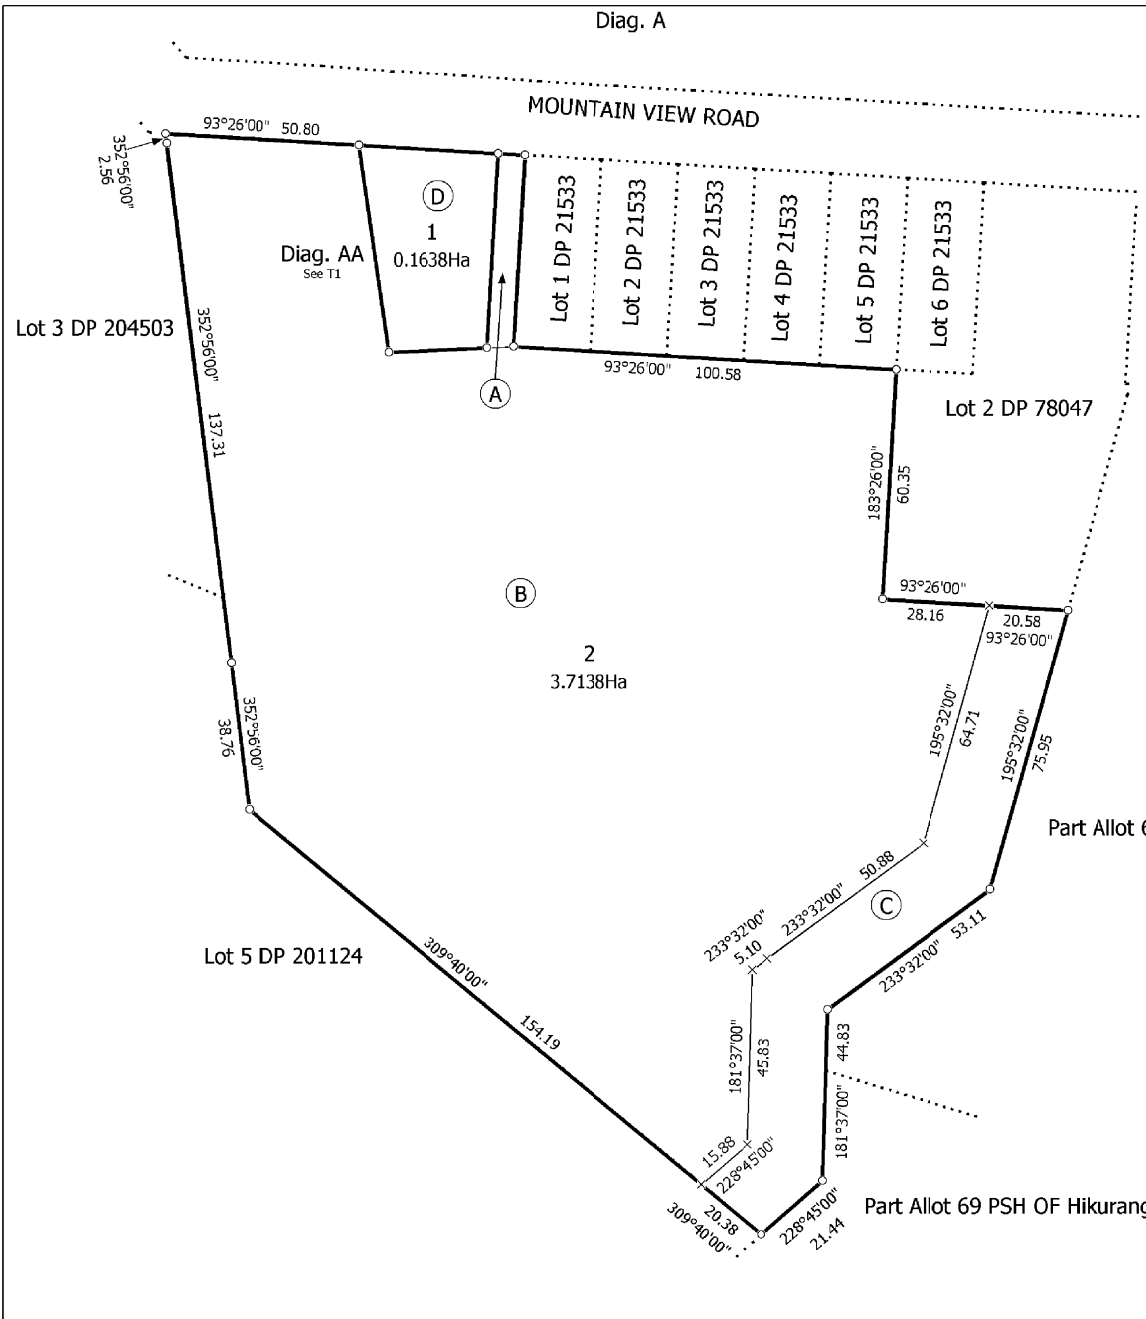 Diag. A
MOUNTAIN VIEW ROAD
93°26'00" 50.80
352°56'00"
2.56
D
1
0.1638Ha
Diag. AA
See T1
Lot 1 DP 21533
Lot 2 DP 21533
Lot 3 DP 21533
Lot 4 DP 21533
Lot 5 DP 21533
Lot 6 DP 21533
Lot 3 DP 204503
352°56'00"
137.31
A
93°26'00" 100.58
Lot 2 DP 78047
183°26'00"
60.35
B
93°26'00"
28.16
20.58
93°26'00"
2
3.7138Ha
352°56'00"
38.76
195°32'00"
64.71
195°32'00"
75.95
Part Allot 6
50.88
233°32'00"
C
233°32'00"
5.10
53.11
233°32'00"
Lot 5 DP 201124
309°40'00"
154.19
181°37'00"
45.83
44.83
181°37'00"
15.88
228°45'00"
20.38
309°40'00"
228°45'00"
21.44
Part Allot 69 PSH OF Hikurang